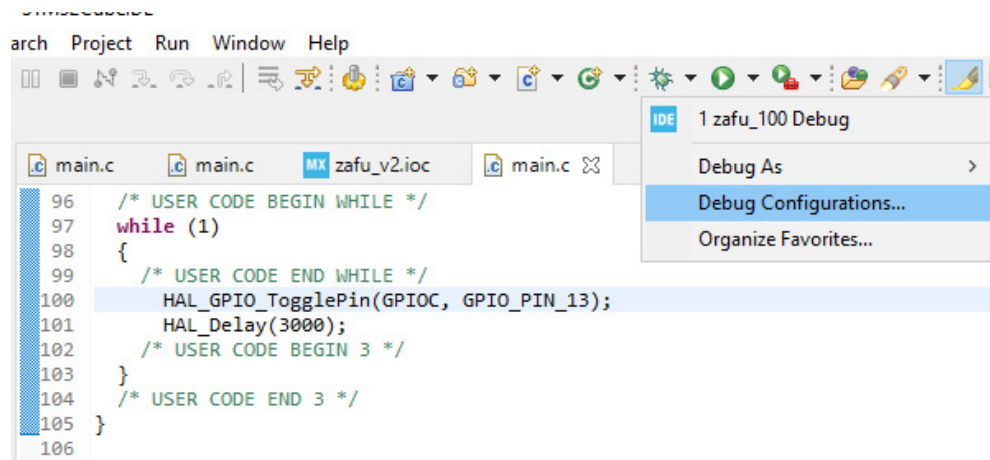 arch Project Run Window Help
IDE 1 zafu_100 Debug
Debug As >
Debug Configurations...
Organize Favorites...
.c main.c .c main.c MX zafu_v2.ioc .c main.c
96 /* USER CODE BEGIN WHILE */
97 while (1)
98 {
99 /* USER CODE END WHILE */
100 HAL_GPIO_TogglePin(GPIOC, GPIO_PIN_13);
101 HAL_Delay(3000);
102 /* USER CODE BEGIN 3 */
103 }
104 /* USER CODE END 3 */
105 }
106